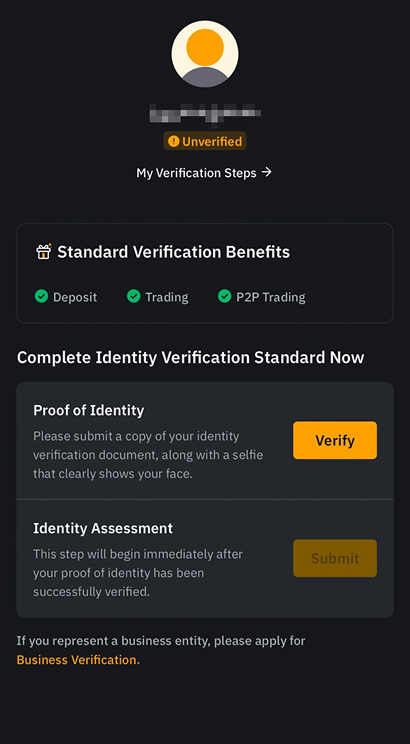 Unverified
My Verification Steps →
Standard Verification Benefits
Deposit Trading P2P Trading
Complete Identity Verification Standard Now
Proof of Identity
Please submit a copy of your identity
verification document, along with a selfie
that clearly shows your face.
Verify
Identity Assessment
This step will begin immediately after
your proof of identity has been
successfully verified.
Submit
If you represent a business entity, please apply for
Business Verification.